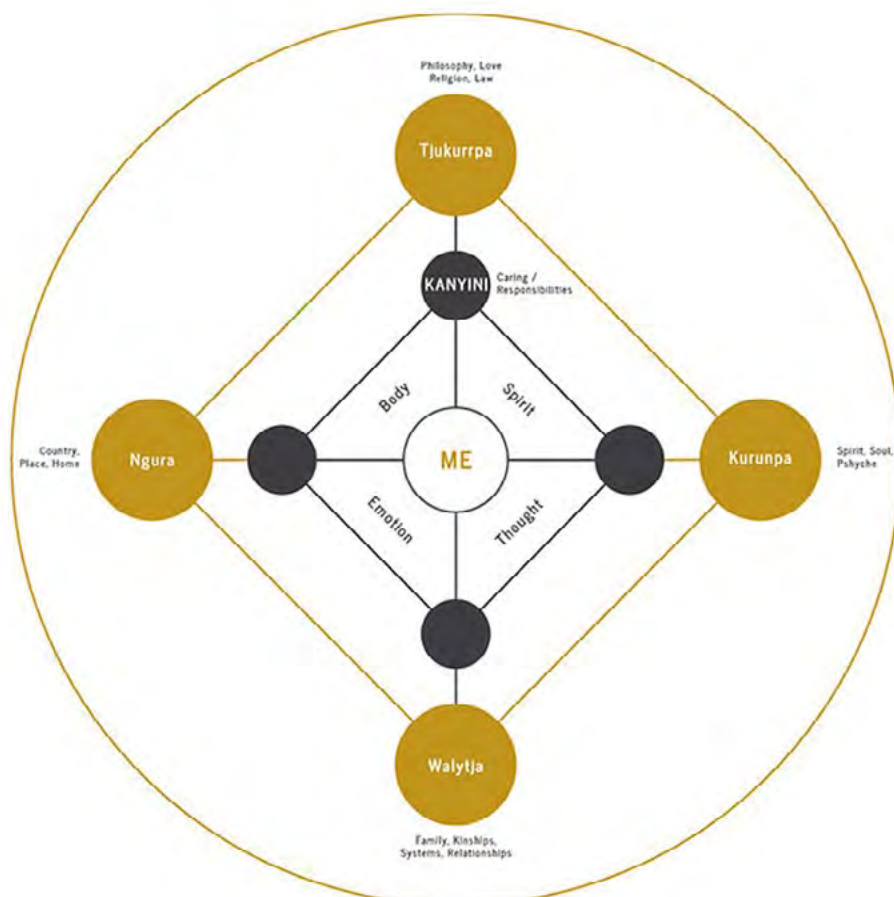 Philosophy, Love
Religion, Law
Tjukurrpa
KANYINI
Caring /
Responsibilities
Body
Spirit
Country,
Place, Home
Ngura
ME
Kurunpa
Spirit, Soul,
Pshyche
Emotion
Thought
Walytja
Family, Kinships,
Systems, Relationships